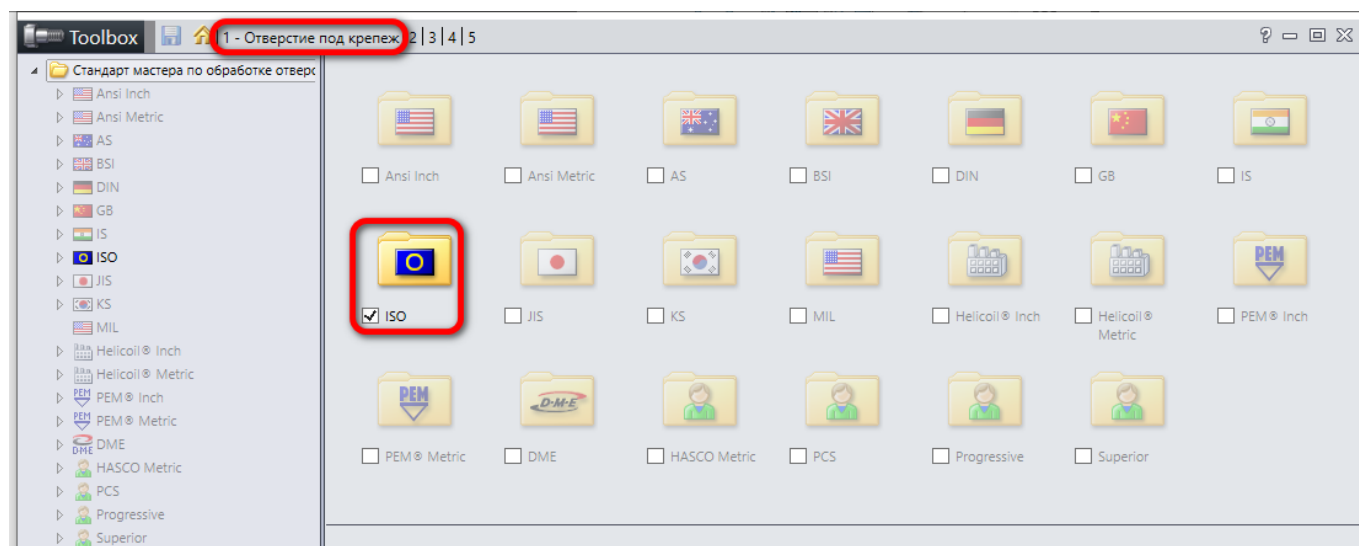 Toolbox 1 - Отверстие под крепеж 2 | 3 | 4 | 5
Стандарт мастера по обработке отверс
Ansi Inch
Ansi Metric
AS
BSI
DIN
GB
IS
ISO
JIS
KS
MIL
Helicoil® Inch
Helicoil® Metric
PEM® Inch
PEM® Metric
DME
HASCO Metric
PCS
Progressive
Superior
Ansi Inch Ansi Metric AS BSI DIN GB IS
PEM
ISO JIS KS MIL Helicoil® Inch Helicoil® PEM® Inch
Metric
PEM D-M-E
PEM® Metric DME HASCO Metric PCS Progressive Superior